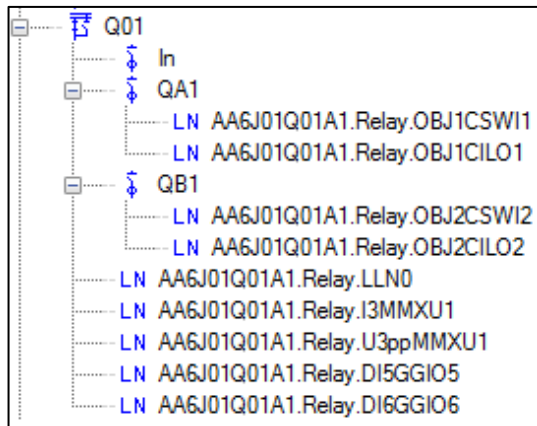 Q01
In
QA1
LN AA6J01Q01A1.Relay.OBJ1CSWI1
LN AA6J01Q01A1.Relay.OBJ1CILO1
QB1
LN AA6J01Q01A1.Relay.OBJ2CSWI2
LN AA6J01Q01A1.Relay.OBJ2CILO2
LN AA6J01Q01A1.Relay.LLN0
LN AA6J01Q01A1.Relay.I3MMXU1
LN AA6J01Q01A1.Relay.U3ppMMXU1
LN AA6J01Q01A1.Relay.DI5GGIO5
LN AA6J01Q01A1.Relay.DI6GGIO6